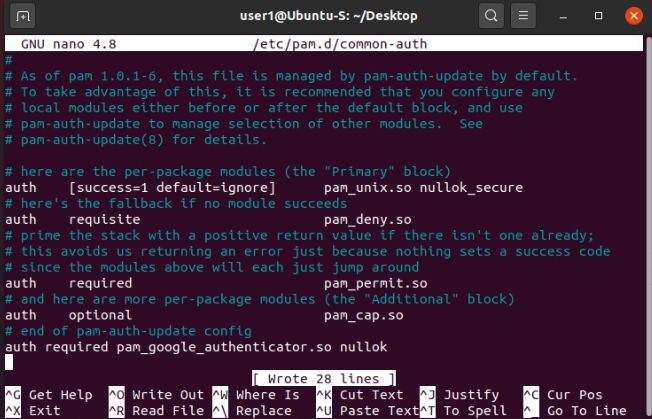 user1@Ubuntu-S: ~/Desktop
GNU nano 4.8 /etc/pam.d/common-auth
#
# As of pam 1.0.1-6, this file is managed by pam-auth-update by default.
# To take advantage of this, it is recommended that you configure any
# local modules either before or after the default block, and use
# pam-auth-update to manage selection of other modules.  See
# pam-auth-update(8) for details.
# here are the per-package modules (the "Primary" block)
auth [success=1 default=ignore] pam_unix.so nullok_secure
# here's the fallback if no module succeeds
auth requisite pam_deny.so
# prime the stack with a positive return value if there isn't one already;
# this avoids us returning an error just because nothing sets a success code
# since the modules above will each just jump around
auth required pam_permit.so
# and here are more per-package modules (the "Additional" block)
auth optional pam_cap.so
# end of pam-auth-update config
auth required pam_google_authenticator.so nullok
[ Wrote 28 lines ]
^G Get Help ^O Write Out ^W Where Is ^K Cut Text ^J Justify ^C Cur Pos
^X Exit ^R Read File ^\ Replace ^U Paste Text ^T To Spell ^_ Go To Line